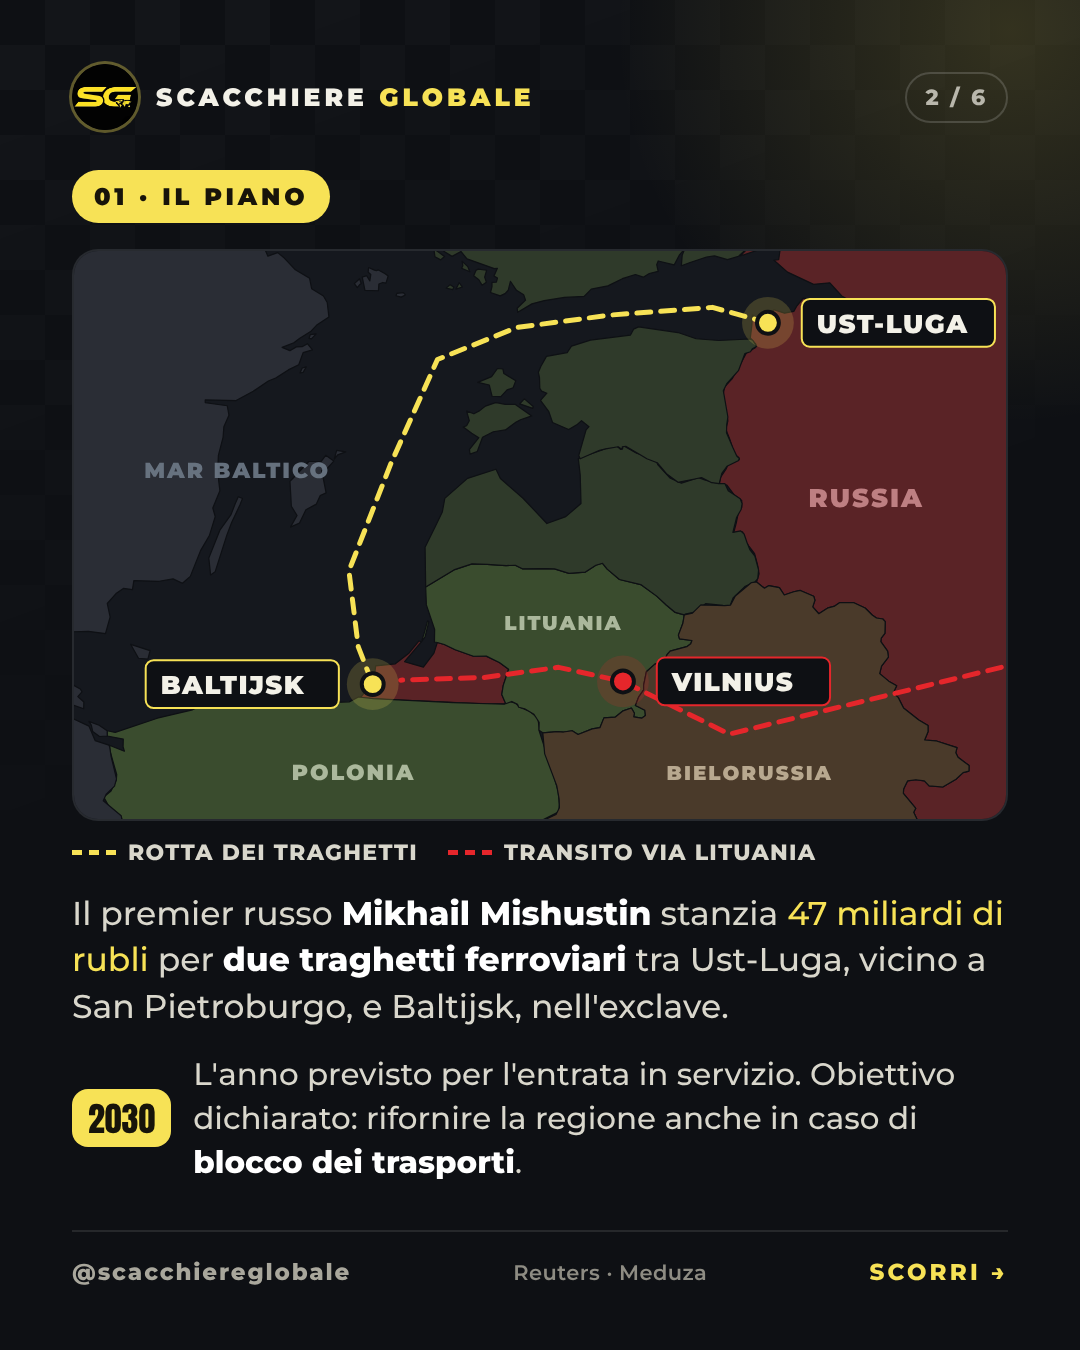 SG
SCACCHIERE GLOBALE
2 / 6
01 · IL PIANO
UST-LUGA
MAR BALTICO
RUSSIA
LITUANIA
BALTIJSK
VILNIUS
POLONIA
BIELORUSSIA
ROTTA DEI TRAGHETTI
TRANSITO VIA LITUANIA
Il premier russo Mikhail Mishustin stanzia 47 miliardi di
rubli per due traghetti ferroviari tra Ust-Luga, vicino a
San Pietroburgo, e Baltijsk, nell'exclave.
2030
L'anno previsto per l'entrata in servizio. Obiettivo
dichiarato: rifornire la regione anche in caso di
blocco dei trasporti.
@scacchiereglobale
Reuters · Meduza
SCORRI →